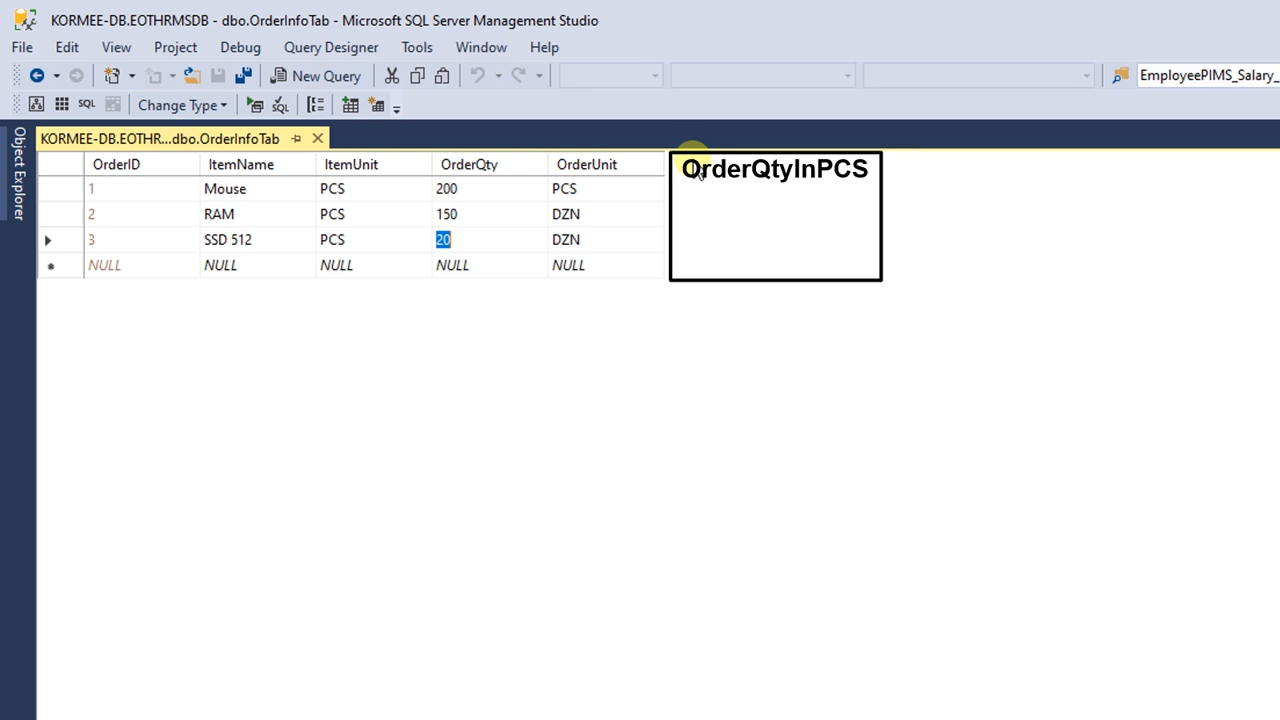 KORMEE-DB.EOTHRMSDB - dbo.OrderInfoTab - Microsoft SQL Server Management Studio
File Edit View Project Debug Query Designer Tools Window Help
New Query EmployeePIMS_Salary_
SQL Change Type SQL
KORMEE-DB.EOTHR...dbo.OrderInfoTab
Object Explorer
OrderID ItemName ItemUnit OrderQty OrderUnit OrderQtyInPCS
1 Mouse PCS 200 PCS
2 RAM PCS 150 DZN
3 SSD 512 PCS 20 DZN
NULL NULL NULL NULL NULL